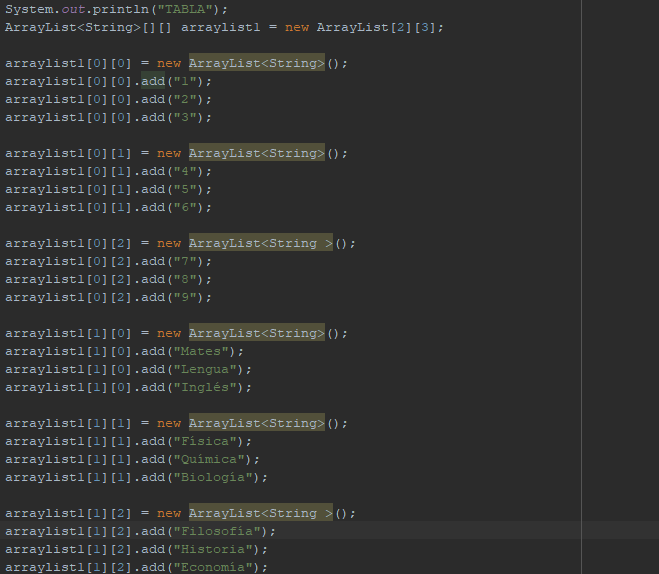 System.out.println("TABLA");
ArrayList<String>[][] arraylist1 = new ArrayList[2][3];
arraylist1[0][0] = new ArrayList<String>();
arraylist1[0][0].add("1");
arraylist1[0][0].add("2");
arraylist1[0][0].add("3");
arraylist1[0][1] = new ArrayList<String>();
arraylist1[0][1].add("4");
arraylist1[0][1].add("5");
arraylist1[0][1].add("6");
arraylist1[0][2] = new ArrayList<String >();
arraylist1[0][2].add("7");
arraylist1[0][2].add("8");
arraylist1[0][2].add("9");
arraylist1[1][0] = new ArrayList<String>();
arraylist1[1][0].add("Mates");
arraylist1[1][0].add("Lengua");
arraylist1[1][0].add("Inglés");
arraylist1[1][1] = new ArrayList<String>();
arraylist1[1][1].add("Física");
arraylist1[1][1].add("Química");
arraylist1[1][1].add("Biología");
arraylist1[1][2] = new ArrayList<String >();
arraylist1[1][2].add("Filosofía");
arraylist1[1][2].add("Historia");
arraylist1[1][2].add("Economía");